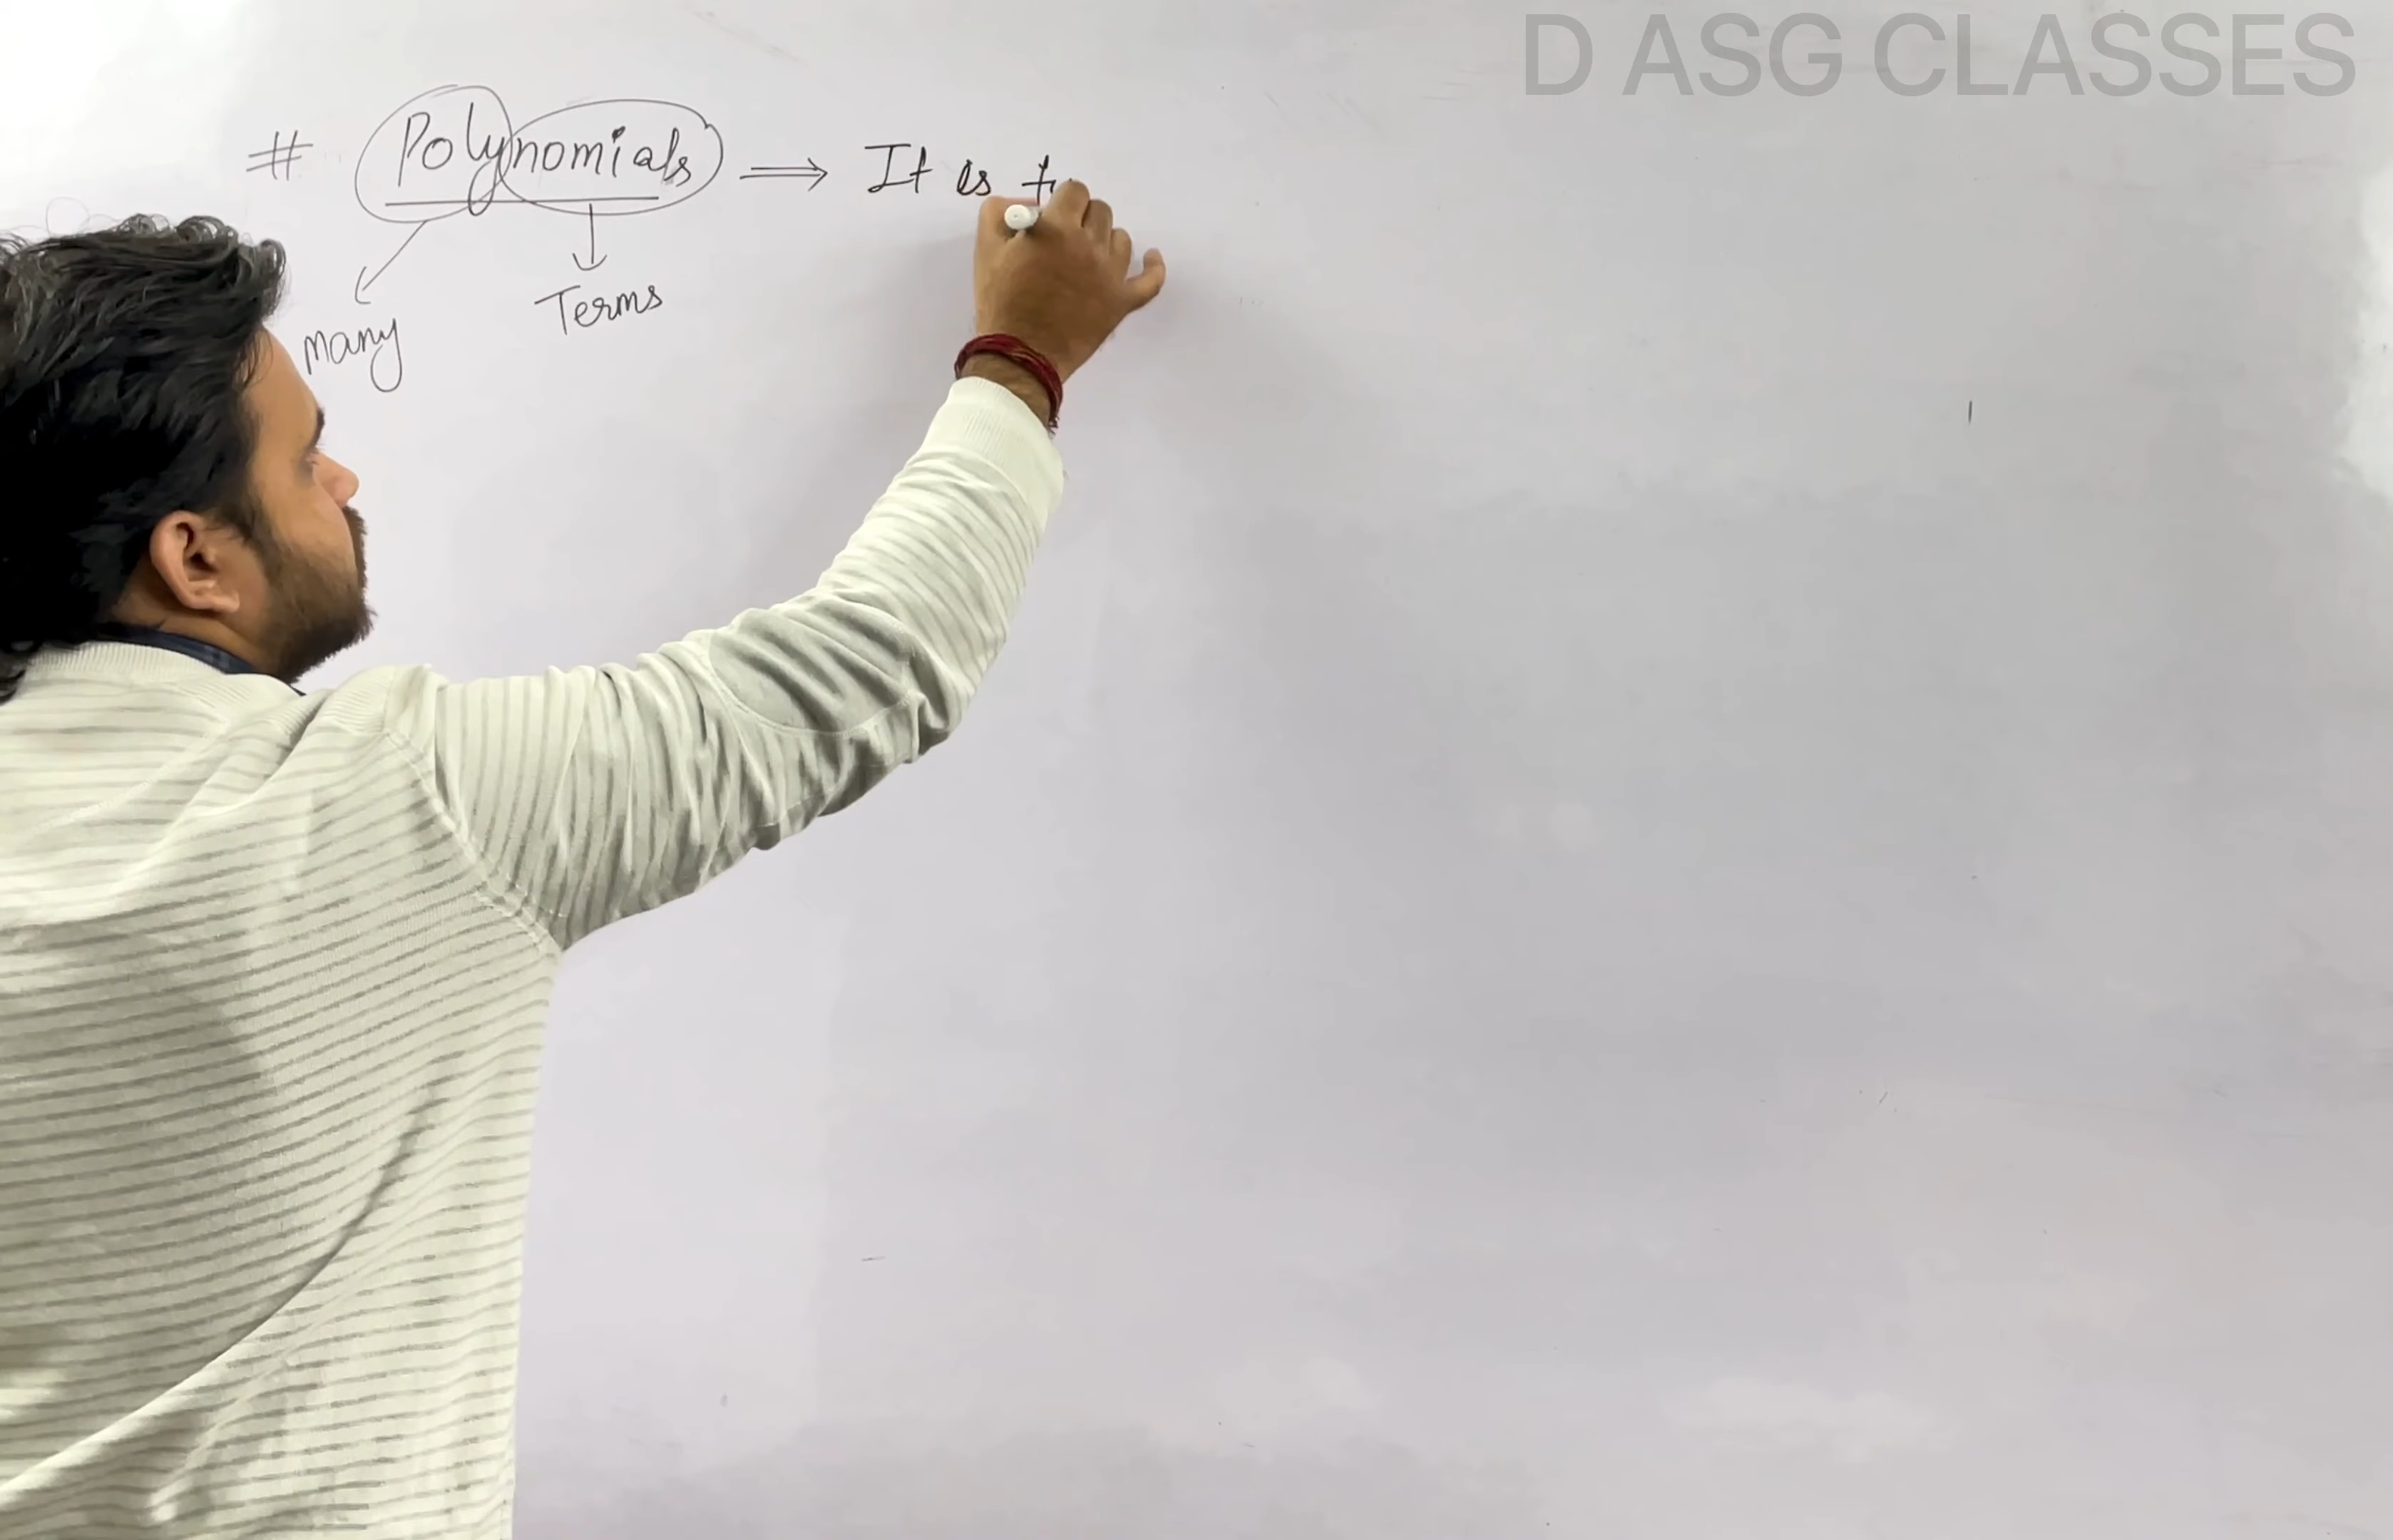 D ASG CLASSES
# Polynomials ⟹ It is
many
Terms